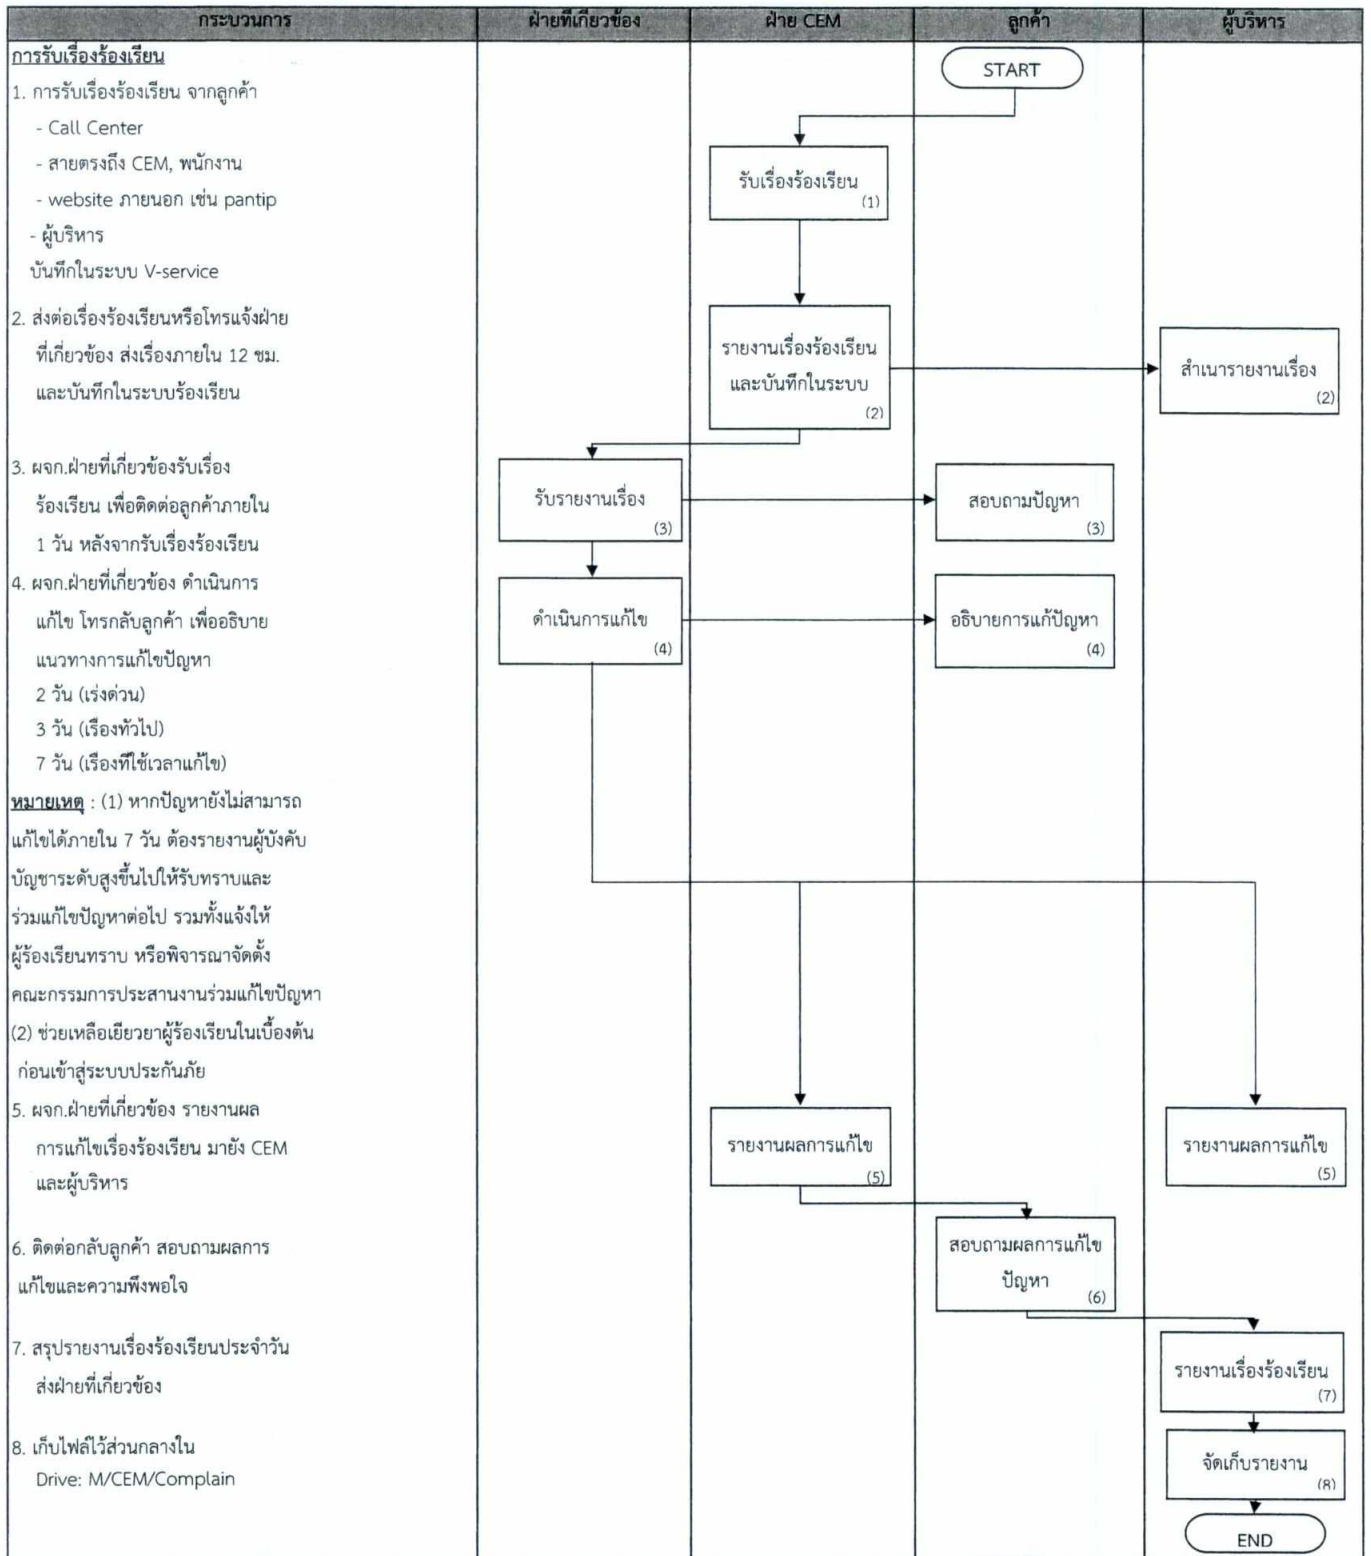 กระบวนการ
ฝ่ายที่เกี่ยวข้อง
ฝ่าย CEM
ลูกค้า
ผู้บริหาร
การรับเรื่องร้องเรียน
1. การรับเรื่องร้องเรียน จากลูกค้า
- Call Center
- สายตรงถึง CEM, พนักงาน
- website ภายนอก เช่น pantip
- ผู้บริหาร
บันทึกในระบบ V-service
2. ส่งต่อเรื่องร้องเรียนหรือโทรแจ้งฝ่าย
ที่เกี่ยวข้อง ส่งเรื่องภายใน 12 ชม.
และบันทึกในระบบร้องเรียน
3. ผจก.ฝ่ายที่เกี่ยวข้องรับเรื่อง
ร้องเรียน เพื่อติดต่อลูกค้าภายใน
1 วัน หลังจากรับเรื่องร้องเรียน
4. ผจก.ฝ่ายที่เกี่ยวข้อง ดำเนินการ
แก้ไข โทรกลับลูกค้า เพื่ออธิบาย
แนวทางการแก้ไขปัญหา
2 วัน (เร่งด่วน)
3 วัน (เรื่องทั่วไป)
7 วัน (เรื่องที่ใช้เวลาแก้ไข)
หมายเหตุ : (1) หากปัญหายังไม่สามารถ
แก้ไขได้ภายใน 7 วัน ต้องรายงานผู้บังคับ
บัญชาระดับสูงขึ้นไปให้รับทราบและ
ร่วมแก้ไขปัญหาต่อไป รวมทั้งแจ้งให้
ผู้ร้องเรียนทราบ หรือพิจารณาจัดตั้ง
คณะกรรมการประสานงานร่วมแก้ไขปัญหา
(2) ช่วยเหลือเยียวยาผู้ร้องเรียนในเบื้องต้น
ก่อนเข้าสู่ระบบประกันภัย
5. ผจก.ฝ่ายที่เกี่ยวข้อง รายงานผล
การแก้ไขเรื่องร้องเรียน มายัง CEM
และผู้บริหาร
6. ติดต่อกลับลูกค้า สอบถามผลการ
แก้ไขและความพึงพอใจ
7. สรุปรายงานเรื่องร้องเรียนประจำวัน
ส่งฝ่ายที่เกี่ยวข้อง
8. เก็บไฟล์ไว้ส่วนกลางใน
Drive: M/CEM/Complain
START
รับเรื่องร้องเรียน
(1)
รายงานเรื่องร้องเรียน
และบันทึกในระบบ
(2)
สำเนารายงานเรื่อง
(2)
รับรายงานเรื่อง
(3)
สอบถามปัญหา
(3)
ดำเนินการแก้ไข
(4)
อธิบายการแก้ปัญหา
(4)
รายงานผลการแก้ไข
(5)
รายงานผลการแก้ไข
(5)
สอบถามผลการแก้ไข
ปัญหา
(6)
รายงานเรื่องร้องเรียน
(7)
จัดเก็บรายงาน
(8)
END